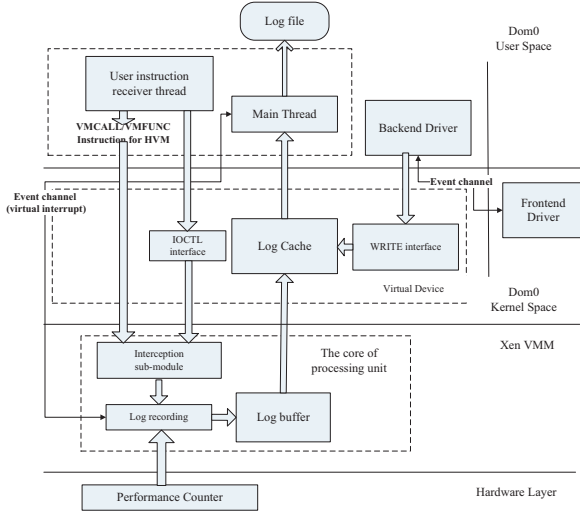 Log file
Dom0
User Space
User instruction
receiver thread
Main Thread
VMCALL/VMFUNC
Instruction for HVM
Backend Driver
Event channel
(virtual interrupt)
Event channel
Frontend
Driver
IOCTL
interface
Log Cache
WRITE interface
Virtual Device
Dom0
Kernel Space
Xen VMM
Interception
sub-module
The core of
processing unit
Log recording
Log buffer
Performance Counter
Hardware Layer